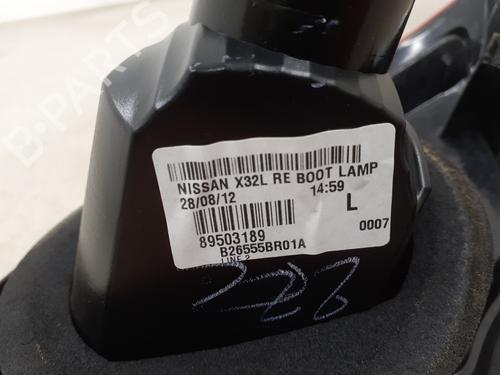 B-PARTS
NISSAN X32L RE BOOT LAMP
28/08/12 14:59
L
0007
89503189
B26555BR01A
LINE 2